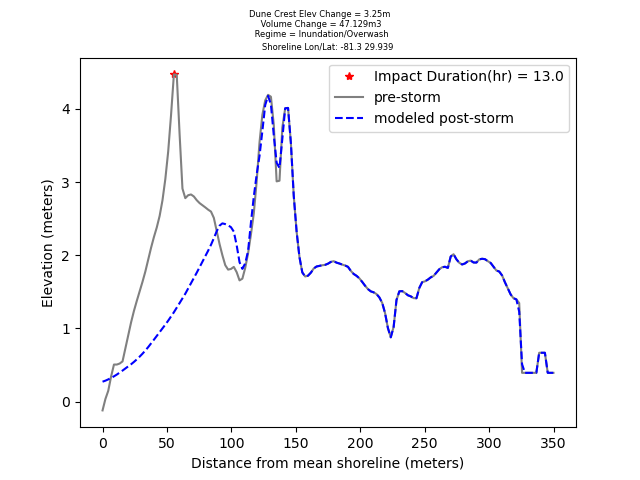 Dune Crest Elev Change = 3.25m
Volume Change = 47.129m3
Regime = Inundation/Overwash
Shoreline Lon/Lat: -81.3 29.939
Impact Duration(hr) = 13.0
pre-storm
modeled post-storm
Elevation (meters)
4
3
2
1
0
0 50 100 150 200 250 300 350
Distance from mean shoreline (meters)